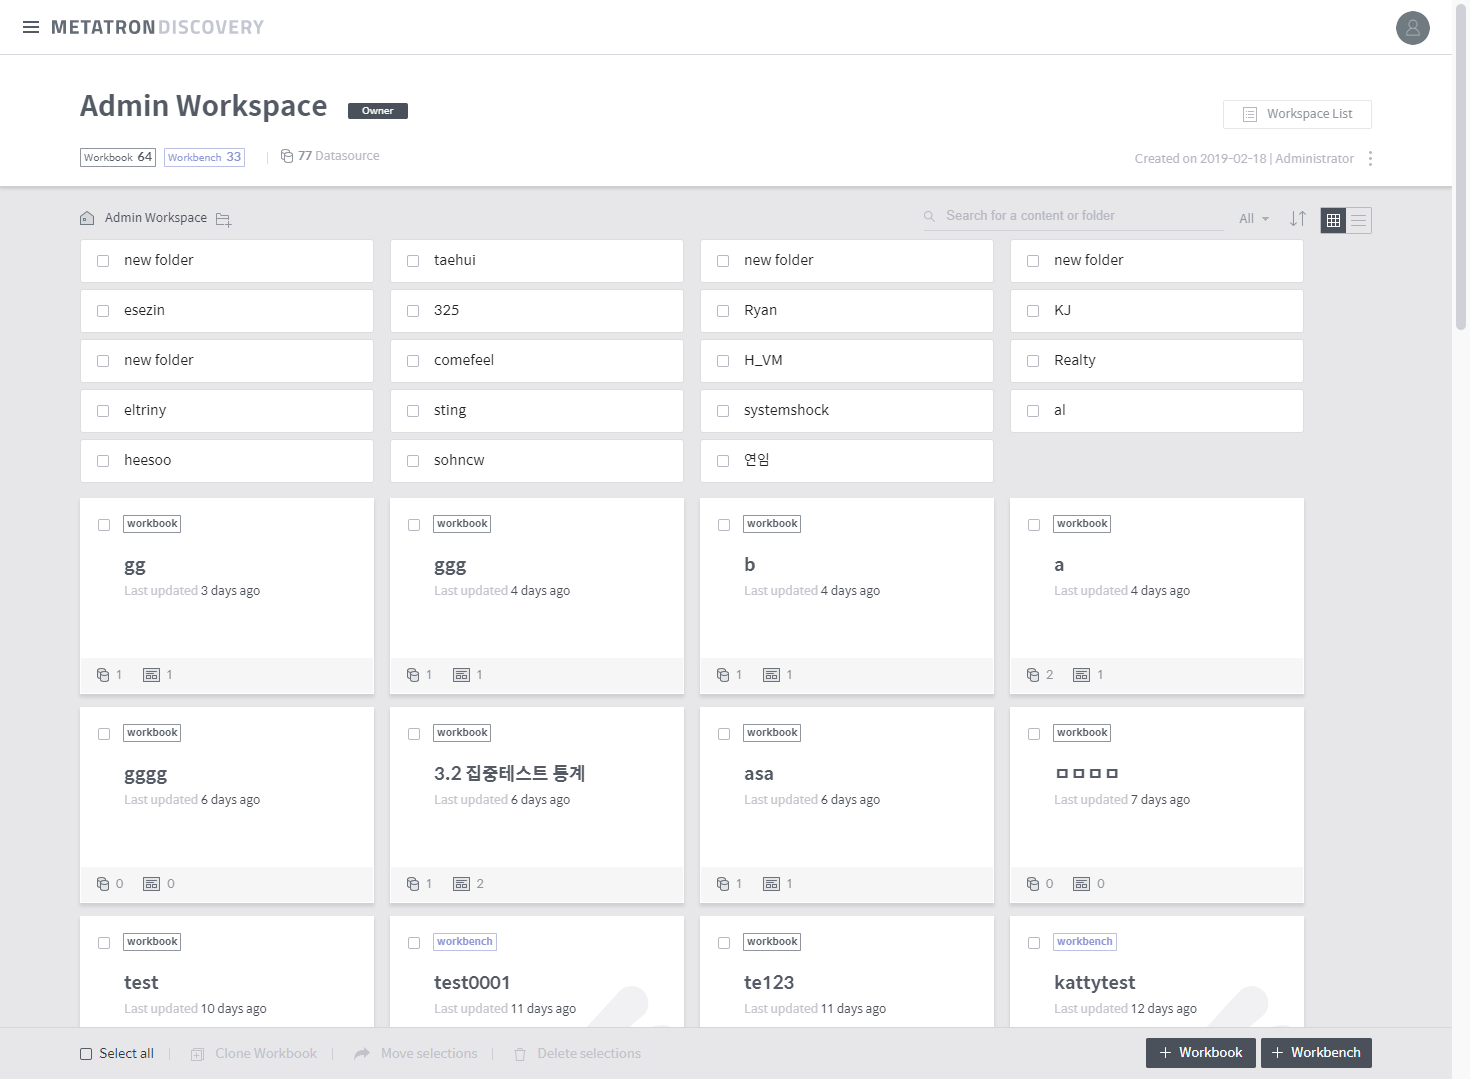 METATRON DISCOVERY
Admin Workspace Owner
Workspace List
Workbook 64 Workbench 33 | 77 Datasource
Created on 2019-02-18 | Administrator
Admin Workspace
Search for a content or folder All
new folder taehui new folder new folder
esezin 325 Ryan KJ
new folder comefeel H_VM Realty
eltriny sting systemshock al
heesoo sohncw 연임
workbook workbook workbook workbook
gg ggg b a
Last updated 3 days ago Last updated 4 days ago Last updated 4 days ago Last updated 4 days ago
1 1 1 1 1 1 2 1
workbook workbook workbook workbook
gggg 3.2 집중테스트 통계 asa ㅁㅁㅁㅁ
Last updated 6 days ago Last updated 6 days ago Last updated 6 days ago Last updated 7 days ago
0 0 1 2 1 1 0 0
workbook workbench workbook workbench
test test0001 te123 kattytest
Last updated 10 days ago Last updated 11 days ago Last updated 11 days ago Last updated 12 days ago
Select all | Clone Workbook | Move selections | Delete selections + Workbook + Workbench